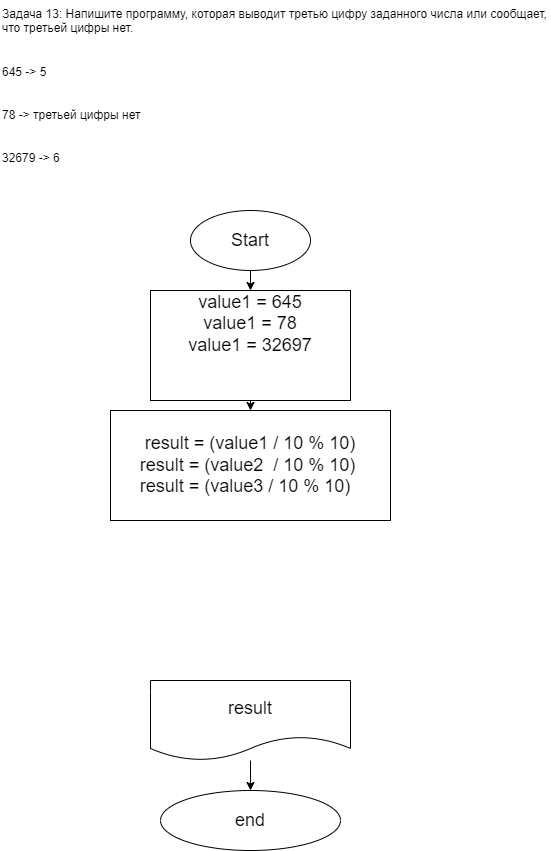 Задача 13: Напишите программу, которая выводит третью цифру заданного числа или сообщает,
что третьей цифры нет.
645 -> 5
78 -> третьей цифры нет
32679 -> 6
Start
value1 = 645
value1 = 78
value1 = 32697
result = (value1 / 10 % 10)
result = (value2  / 10 % 10)
result = (value3 / 10 % 10)
result
end